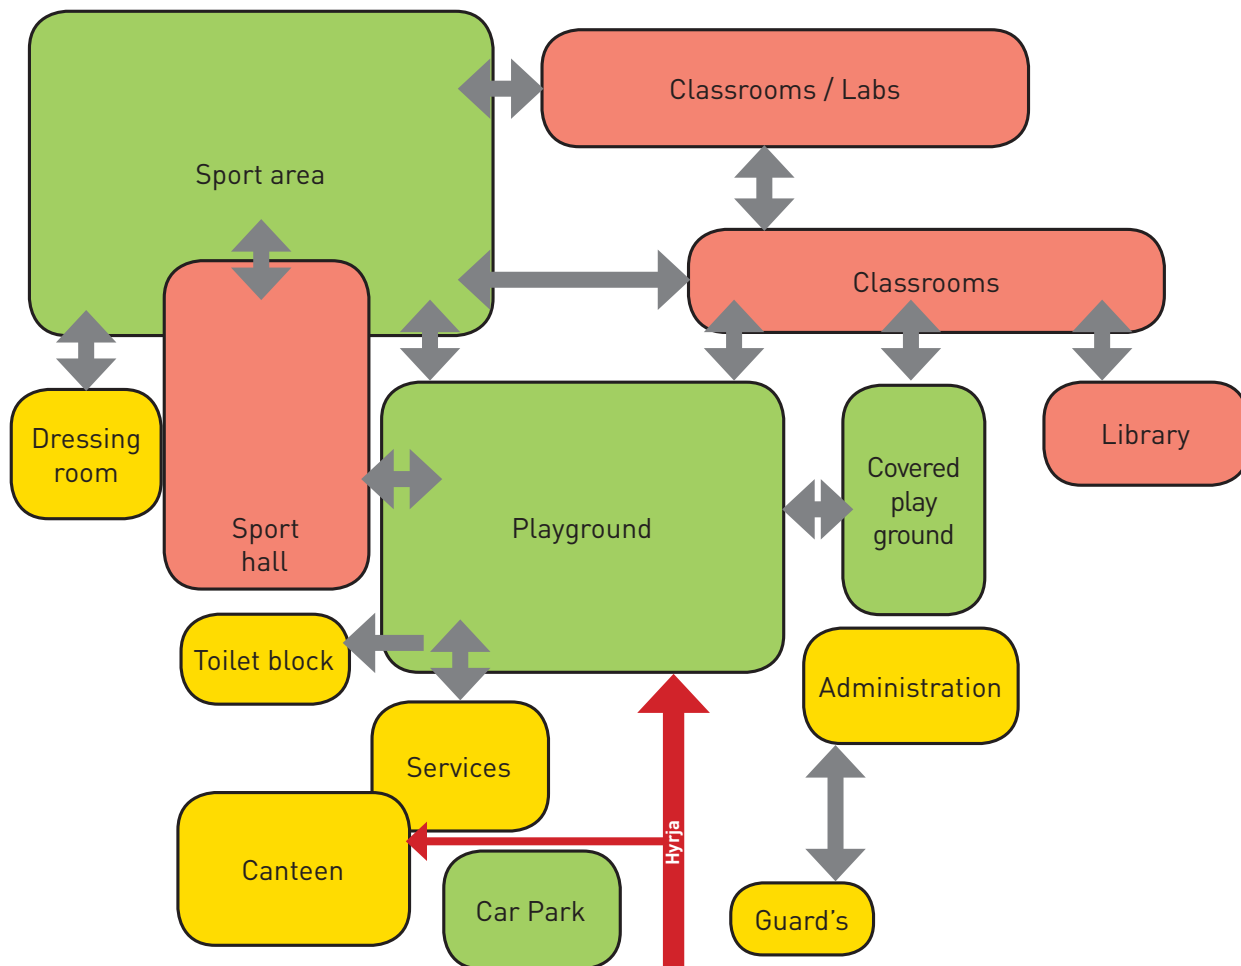 Classrooms / Labs
Sport area
Classrooms
Dressing
room
Library
Covered
play
ground
Sport
hall
Playground
Toilet block
Administration
Services
Hyrja
Canteen
Car Park
Guard's